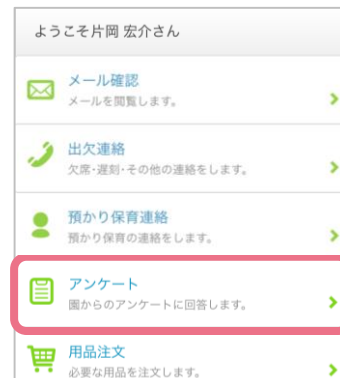 ようこそ片岡 宏介さん
メール確認
メールを閲覧します。
出欠連絡
欠席・遅刻・その他の連絡をします。
預かり保育連絡
預かり保育の連絡をします。
アンケート
園からのアンケートに回答します。
用品注文
必要な用品を注文します。